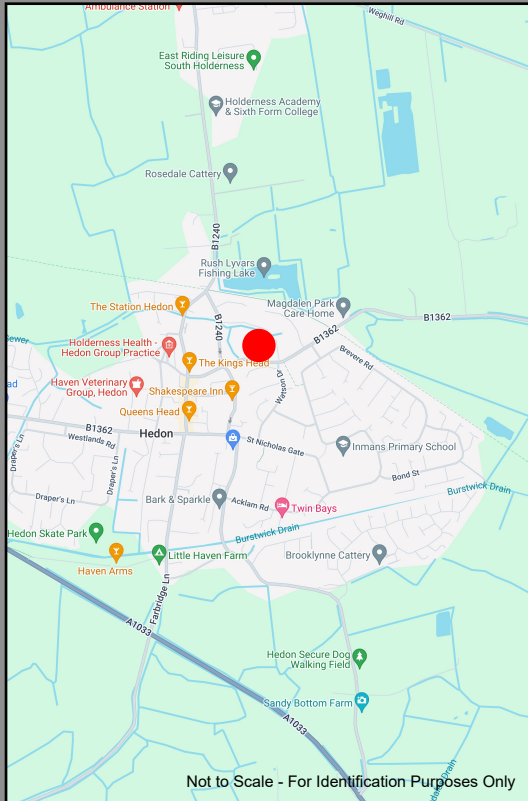 Ambulance Station
Weghill Rd
East Riding Leisure
South Holderness
Holderness Academy
& Sixth Form College
Rosedale Cattery
B1240
Rush Lyvars
Fishing Lake
The Station Hedon
Magdalen Park
Care Home
B1240
B1362
B1362
Holderness Health -
Hedon Group Practice
The Kings Head
Brevere Rd
Haven Veterinary
Group, Hedon
Shakespeare Inn
Watson Dr
Queens Head
B1362
Hedon
Westlands Rd
St Nicholas Gate
Inmans Primary School
Draper's Ln
Draper's Ln
Bond St
Draper's Ln
Bark & Sparkle
Acklam Rd
Twin Bays
Burstwick Drain
Hedon Skate Park
Burstwick Drain
Haven Arms
Little Haven Farm
Brooklynne Cattery
Farbridge Ln
A1033
Hedon Secure Dog
Walking Field
Sandy Bottom Farm
A1033
Drain
Not to Scale - For Identification Purposes Only